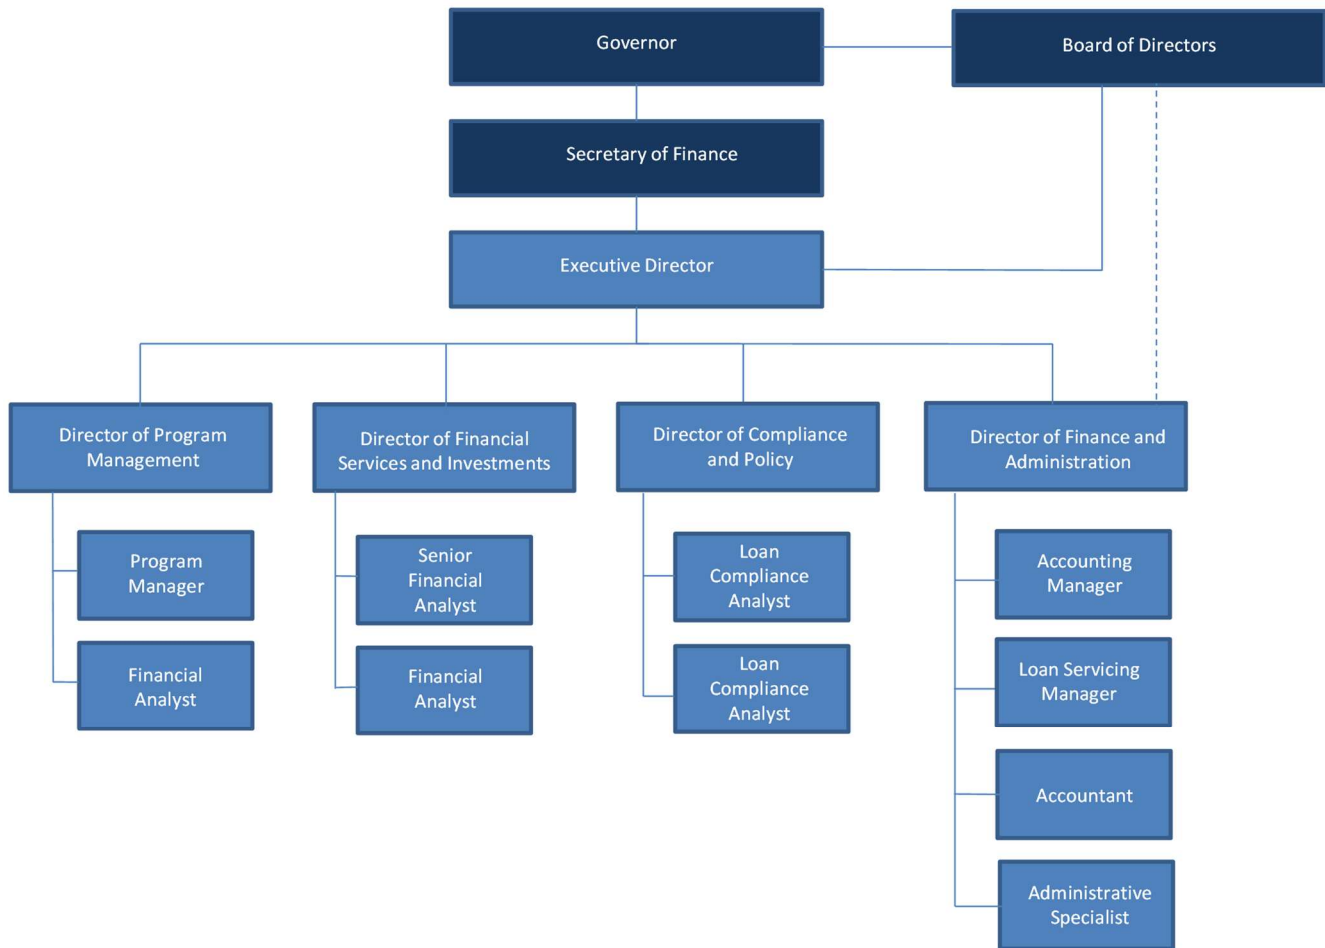 Governor
Board of Directors
Secretary of Finance
Executive Director
Director of Program
Management
Director of Financial
Services and Investments
Director of Compliance
and Policy
Director of Finance and
Administration
Program
Manager
Financial
Analyst
Senior
Financial
Analyst
Financial
Analyst
Loan
Compliance
Analyst
Loan
Compliance
Analyst
Accounting
Manager
Loan Servicing
Manager
Accountant
Administrative
Specialist